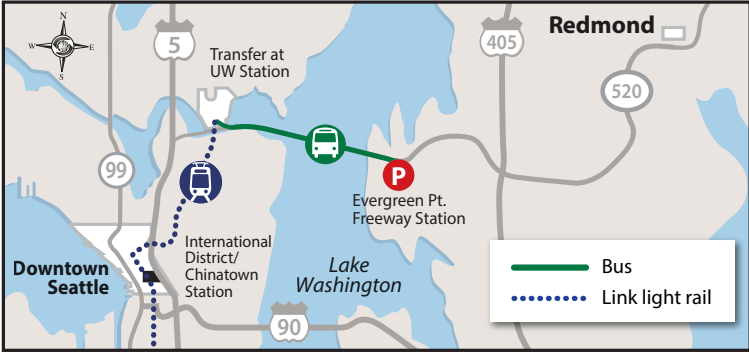 N
W
E
S
5
Transfer at
UW Station
405
Redmond
520
99
P
Evergreen Pt.
Freeway Station
International
District/
Chinatown
Station
Downtown
Seattle
Lake
Washington
90
Bus
Link light rail